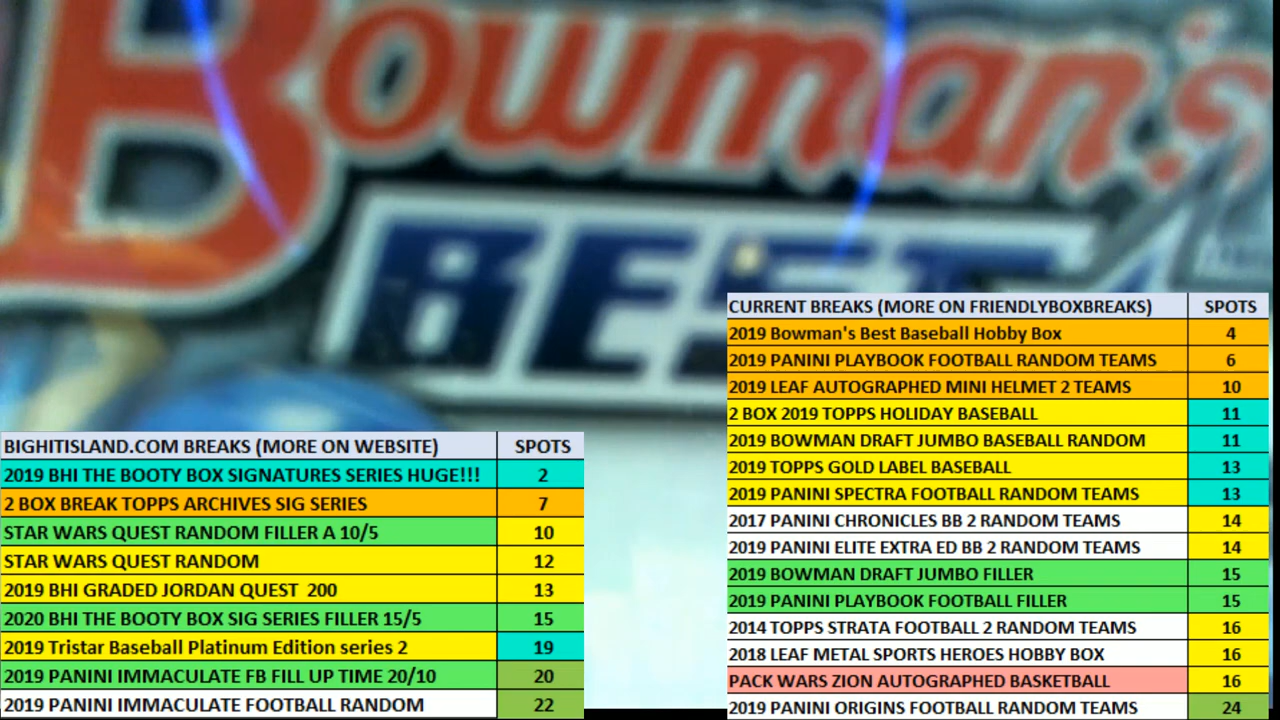 Bowman's
BEST
CURRENT BREAKS (MORE ON FRIENDLYBOXBREAKS) SPOTS
2019 Bowman's Best Baseball Hobby Box 4
2019 PANINI PLAYBOOK FOOTBALL RANDOM TEAMS 6
2019 LEAF AUTOGRAPHED MINI HELMET 2 TEAMS 10
2 BOX 2019 TOPPS HOLIDAY BASEBALL 11
2019 BOWMAN DRAFT JUMBO BASEBALL RANDOM 11
2019 TOPPS GOLD LABEL BASEBALL 13
2019 PANINI SPECTRA FOOTBALL RANDOM TEAMS 13
2017 PANINI CHRONICLES BB 2 RANDOM TEAMS 14
2019 PANINI ELITE EXTRA ED BB 2 RANDOM TEAMS 14
2019 BOWMAN DRAFT JUMBO FILLER 15
2019 PANINI PLAYBOOK FOOTBALL FILLER 15
2014 TOPPS STRATA FOOTBALL 2 RANDOM TEAMS 16
2018 LEAF METAL SPORTS HEROES HOBBY BOX 16
PACK WARS ZION AUTOGRAPHED BASKETBALL 16
2019 PANINI ORIGINS FOOTBALL RANDOM TEAMS 24
BIGHITISLAND.COM BREAKS (MORE ON WEBSITE) SPOTS
2019 BHI THE BOOTY BOX SIGNATURES SERIES HUGE!!! 2
2 BOX BREAK TOPPS ARCHIVES SIG SERIES 7
STAR WARS QUEST RANDOM FILLER A 10/5 10
STAR WARS QUEST RANDOM 12
2019 BHI GRADED JORDAN QUEST 200 13
2020 BHI THE BOOTY BOX SIG SERIES FILLER 15/5 15
2019 Tristar Baseball Platinum Edition series 2 19
2019 PANINI IMMACULATE FB FILL UP TIME 20/10 20
2019 PANINI IMMACULATE FOOTBALL RANDOM 22